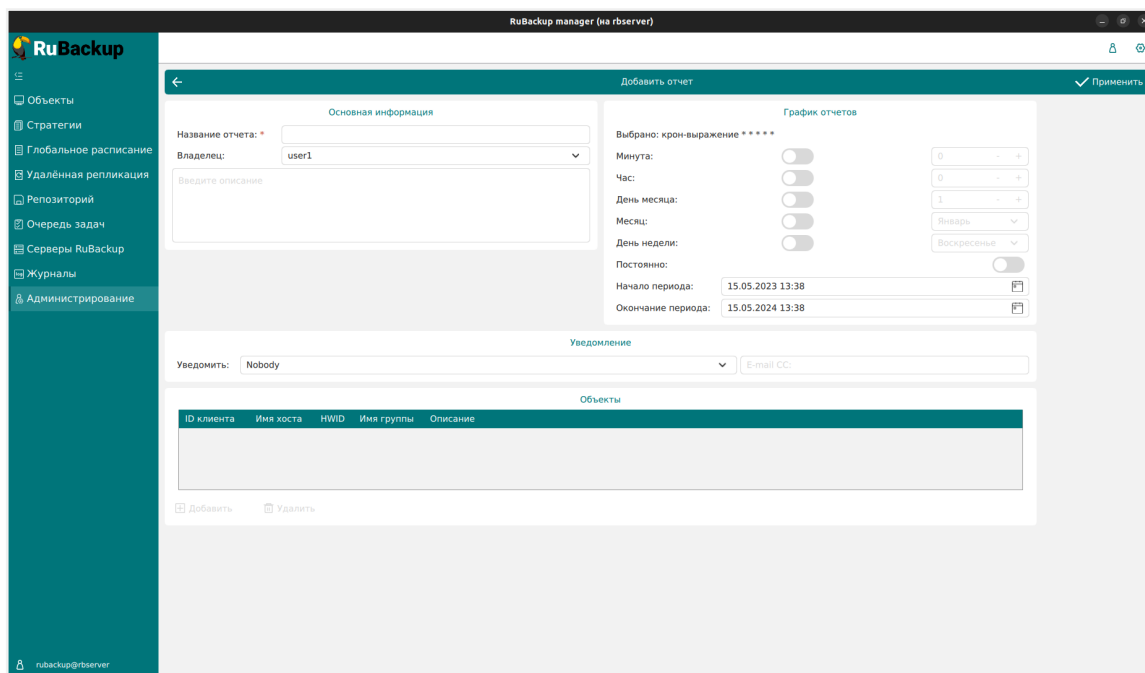 RuBackup manager (на rbserver)
RuBackup
Объекты
Стратегии
Глобальное расписание
Удалённая репликация
Репозиторий
Очередь задач
Серверы RuBackup
Журналы
Администрирование
rubackup@rbserver
Добавить отчет
Применить
Основная информация
Название отчета: *
Владелец: user1
Введите описание
График отчетов
Выбрано: крон-выражение * * * * *
Минута: 0 - +
Час: 0 - +
День месяца: 1 - +
Месяц: Январь
День недели: Воскресенье
Постоянно:
Начало периода: 15.05.2023 13:38
Окончание периода: 15.05.2024 13:38
Уведомление
Уведомить: Nobody E-mail CC:
Объекты
ID клиента Имя хоста HWID Имя группы Описание
Добавить Удалить